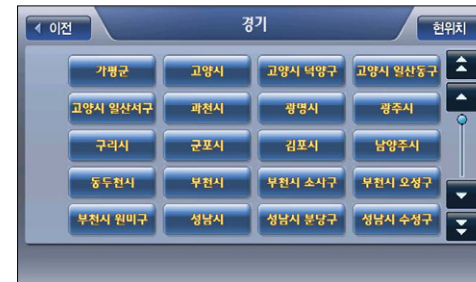 이전 경기 현위치
가평군 고양시 고양시 덕양구 고양시 일산동구
고양시 일산서구 과천시 광명시 광주시
구리시 군포시 김포시 남양주시
동두천시 부천시 부천시 소사구 부천시 오정구
부천시 원미구 성남시 성남시 분당구 성남시 수성구